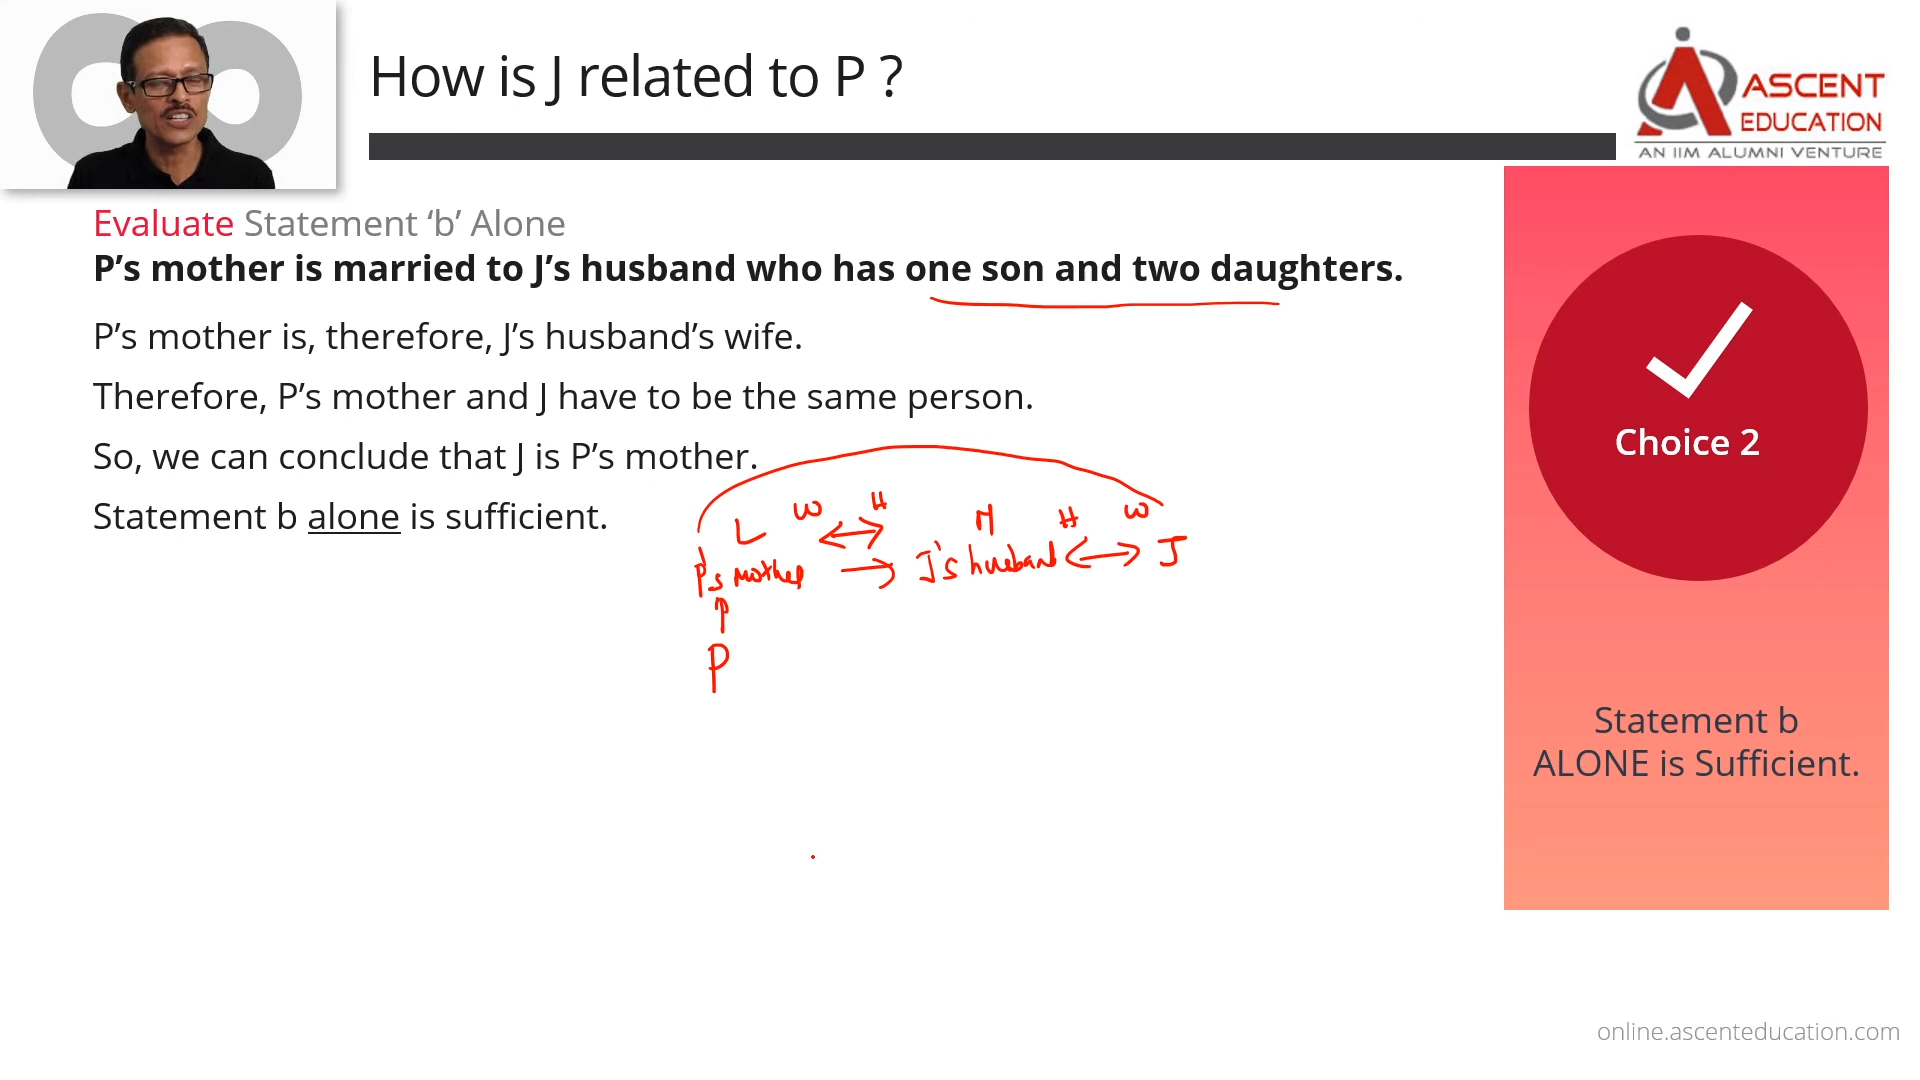 How is J related to P ?
ASCENT
EDUCATION
AN IIM ALUMNI VENTURE
Evaluate Statement ‘b’ Alone
P’s mother is married to J’s husband who has one son and two daughters.
P’s mother is, therefore, J’s husband’s wife.
Therefore, P’s mother and J have to be the same person.
So, we can conclude that J is P’s mother.
Statement b alone is sufficient.
L W H M H W
P's mother J's husband J
P
Choice 2
Statement b
ALONE is Sufficient.
online.ascenteducation.com